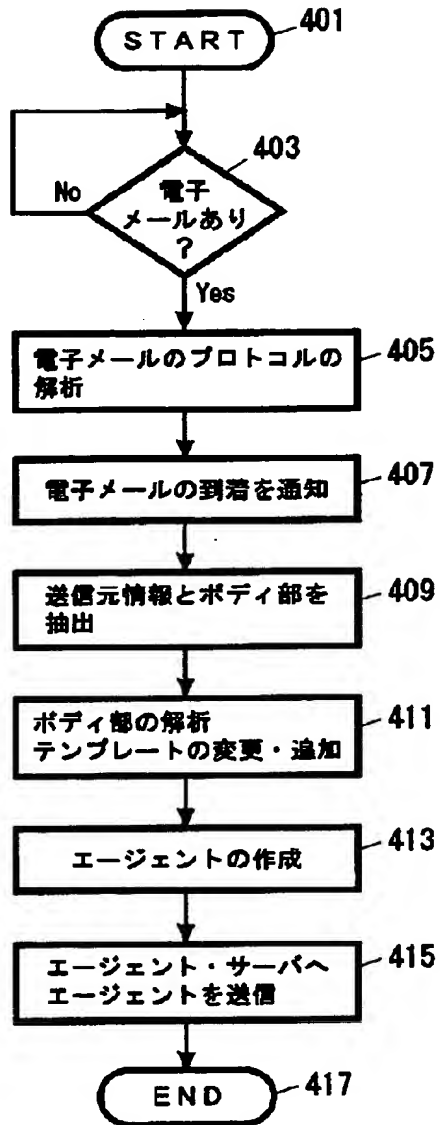 START
401
403
電子
メールあり
?
No
Yes
電子メールのプロトコルの
解析
405
電子メールの到着を通知
407
送信元情報とボディ部を
抽出
409
ボディ部の解析
テンプレートの変更・追加
411
エージェントの作成
413
エージェント・サーバへ
エージェントを送信
415
END
417